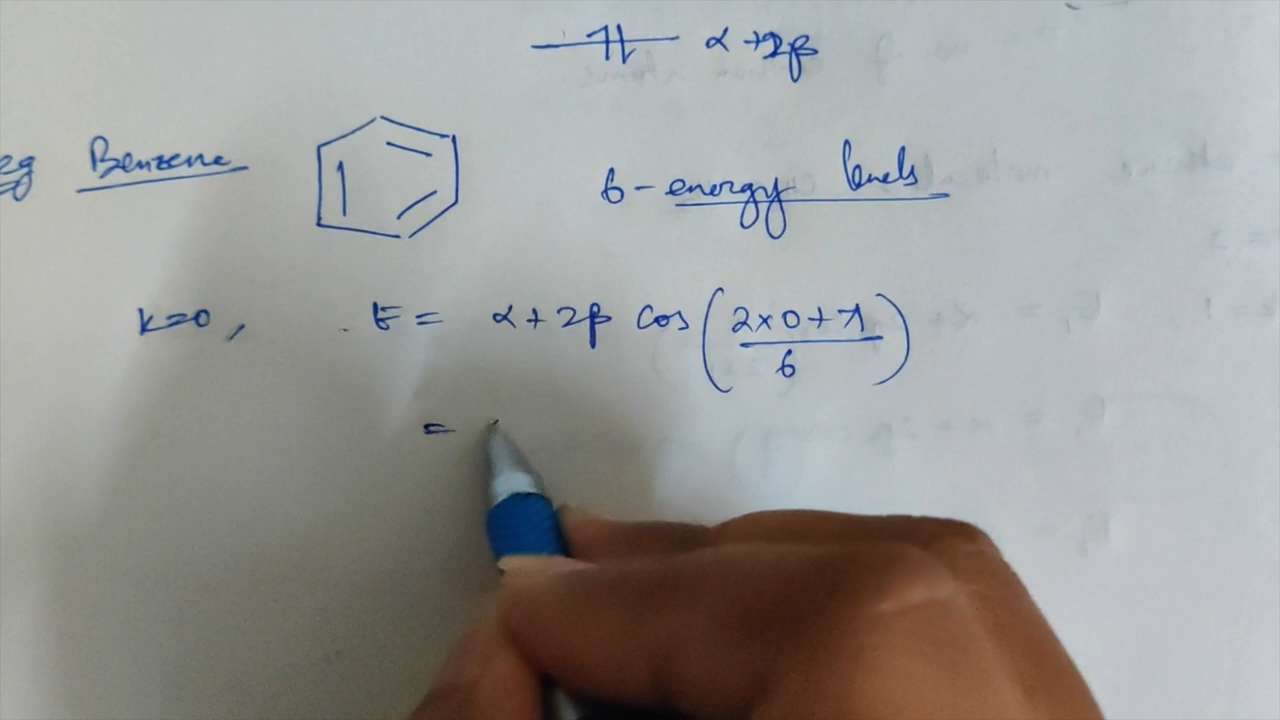 α + 2β
eg Benzene
6 - energy levels
k=0, E = α + 2β cos(2×0+π/6)
=